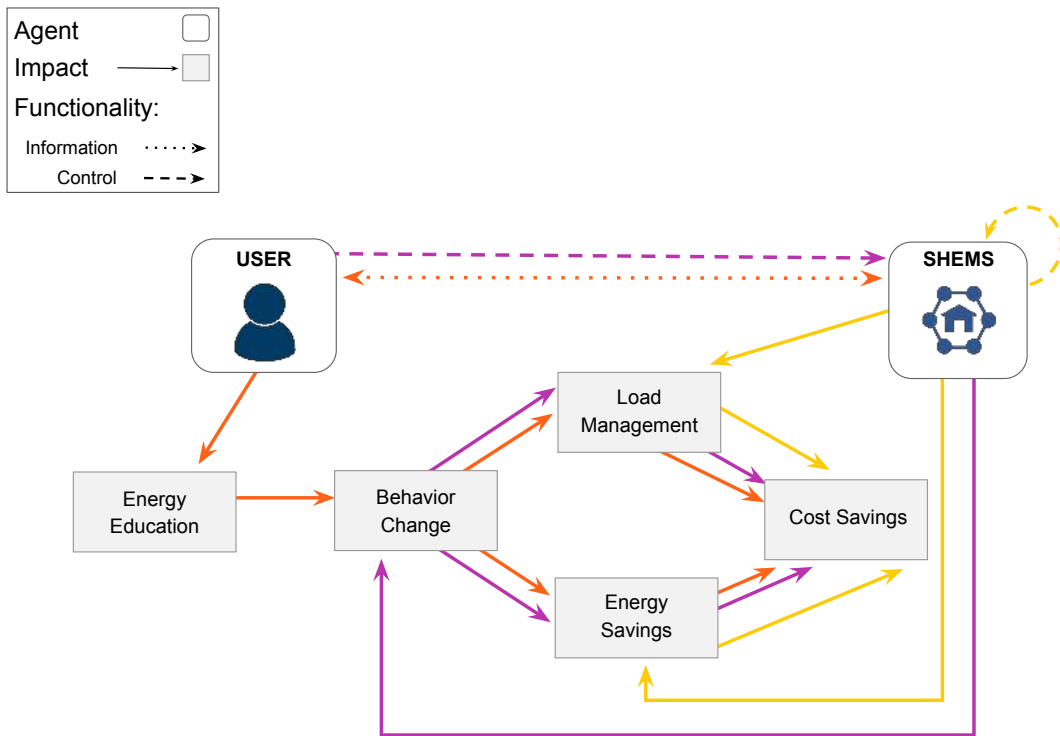 Agent
Impact
Functionality:
Information
Control
USER
SHEMS
Load
Management
Energy
Education
Behavior
Change
Cost Savings
Energy
Savings